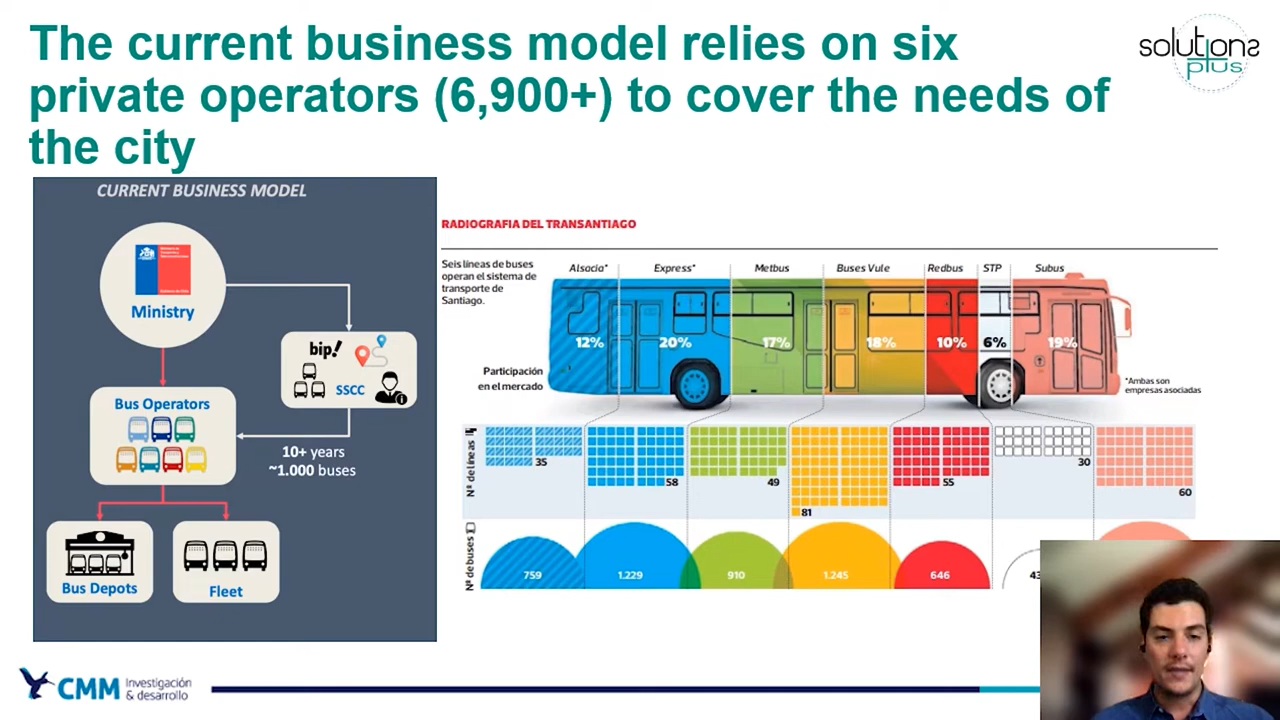 The current business model relies on six
private operators (6,900+) to cover the needs of
the city
solutions
plus
CURRENT BUSINESS MODEL
Ministry
bip!
SSCC
Bus Operators
10+ years
~1.000 buses
Bus Depots
Fleet
RADIOGRAFIA DEL TRANSANTIAGO
Seis líneas de buses
operan el sistema de
transporte de
Santiago.
Alsacia* Express* Metbus Buses Vule Redbus STP Subus
12% 20% 17% 18% 10% 6% 19%
Participación
en el mercado
*Ambas son
empresas asociadas
Nº de líneas
35 58 49 81 55 30 60
Nº de buses
759 1.229 910 1.245 646
CMM Investigación
& desarrollo